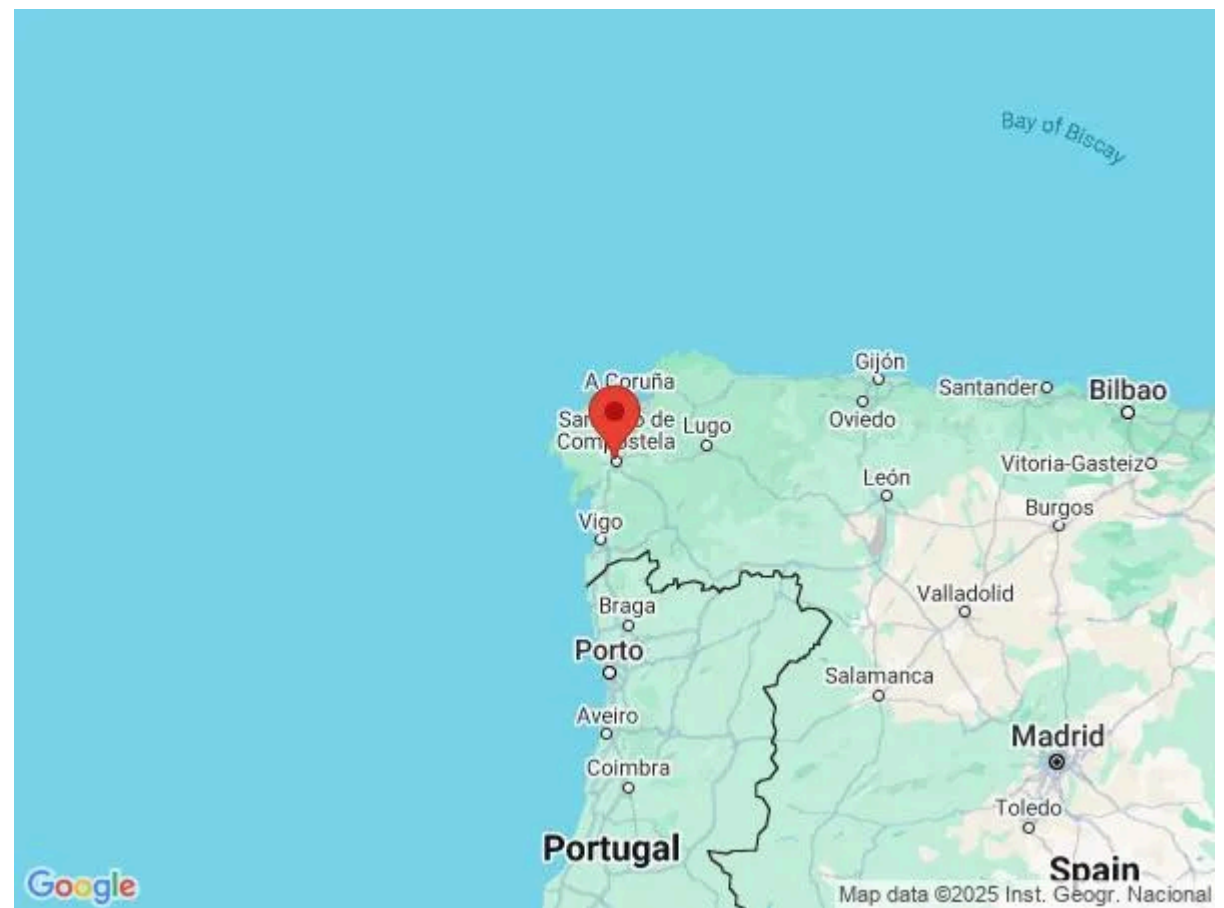 Bay of Biscay
Gijón
A Coruña
Santander
Bilbao
Oviedo
de
Lugo
Compostela
Vitoria-Gasteiz
León
Burgos
Vigo
Valladolid
Braga
Porto
Salamanca
Aveiro
Madrid
Coimbra
Toledo
Portugal
Spain
Google
Map data ©2025 Inst. Geogr. Nacional